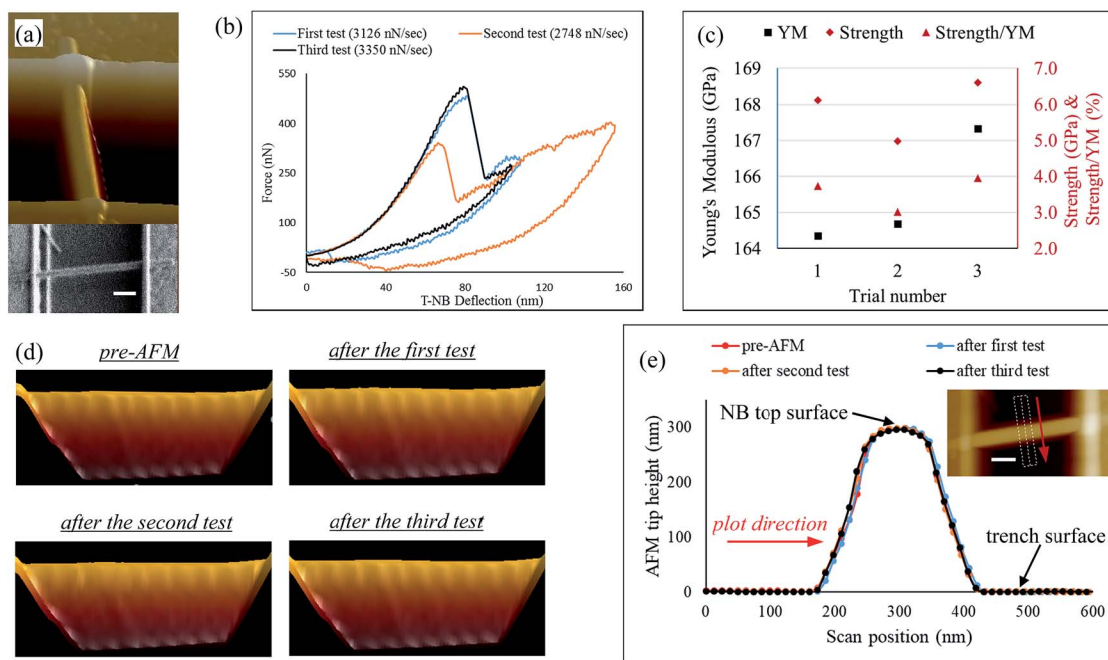 (a)
(b)
First test (3126 nN/sec)
Second test (2748 nN/sec)
Third test (3350 nN/sec)
550
400
250
100
-50
Force (nN)
0
40
80
120
160
T-NB Deflection (nm)
(c)
YM
Strength
Strength/YM
169
168
167
166
165
164
Young's Modulous (GPa)
7.0
6.0
5.0
4.0
3.0
2.0
Strength (GPa) &
Strength/YM (%)
1
2
3
Trial number
(d)
pre-AFM
after the first test
after the second test
after the third test
(e)
pre-AFM
after first test
after second test
after third test
NB top surface
300
200
100
0
AFM tip height (nm)
plot direction
trench surface
0
100
200
300
400
500
600
Scan position (nm)